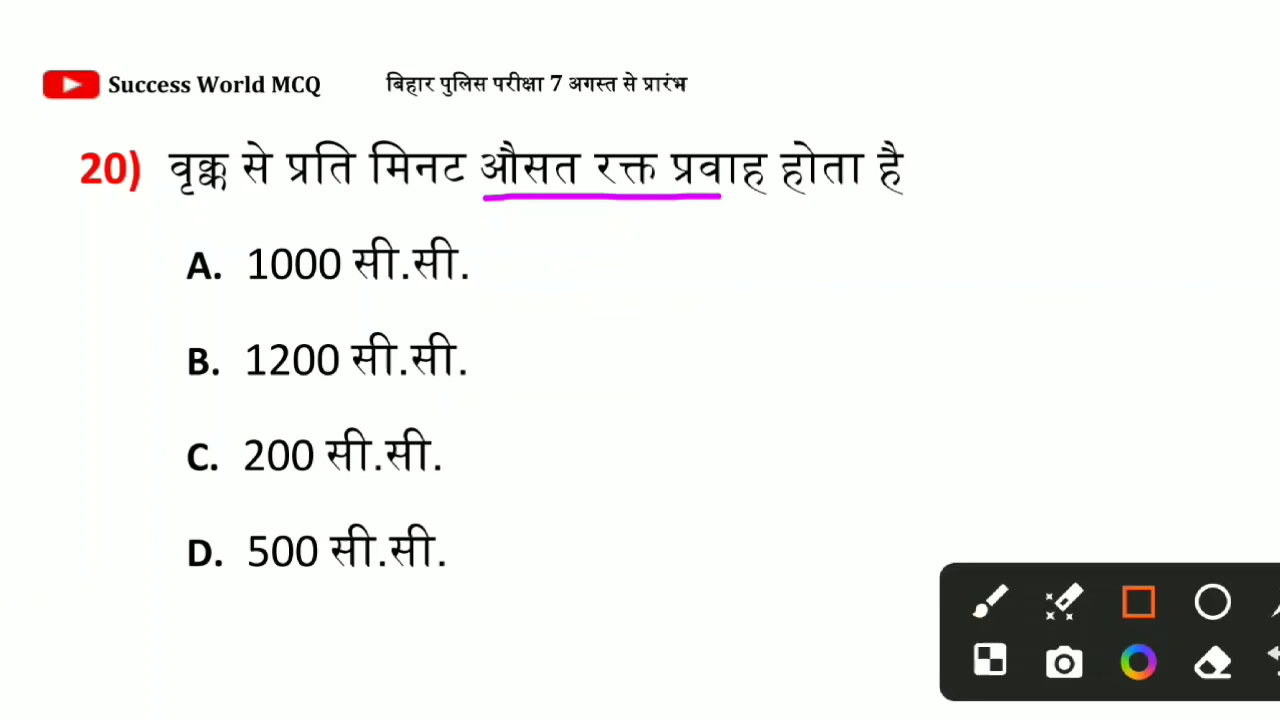 Success World MCQ बिहार पुलिस परीक्षा 7 अगस्त से प्रारंभ
20) वृक्क से प्रति मिनट औसत रक्त प्रवाह होता है
A. 1000 सी.सी.
B. 1200 सी.सी.
C. 200 सी.सी.
D. 500 सी.सी.